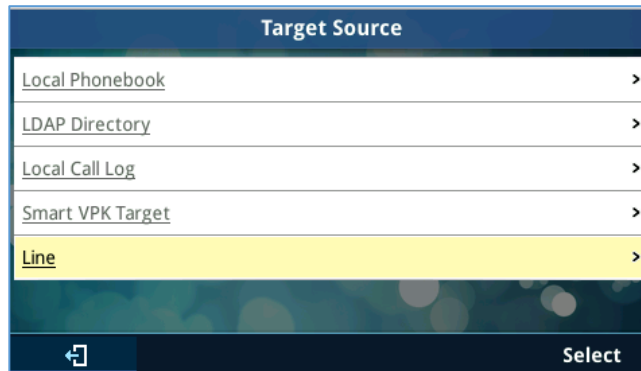 Target Source
Local Phonebook
LDAP Directory
Local Call Log
Smart VPK Target
Line
Select